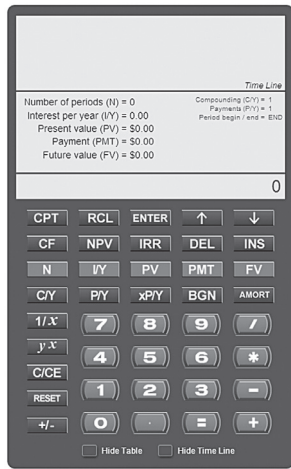 Time Line
Number of periods (N) = 0
Compounding (C/Y) = 1
Interest per year (I/Y) = 0.00
Payments (P/Y) = 1
Present value (PV) = $0.00
Period begin / end = END
Payment (PMT) = $0.00
Future value (FV) = $0.00
0
CPT RCL ENTER ↑ ↓
CF NPV IRR DEL INS
N I/Y PV PMT FV
C/Y P/Y xP/Y BGN AMORT
1/x 7 8 9 /
y x 4 5 6 *
C/CE 1 2 3 −
RESET
+/- 0 . = +
Hide Table Hide Time Line